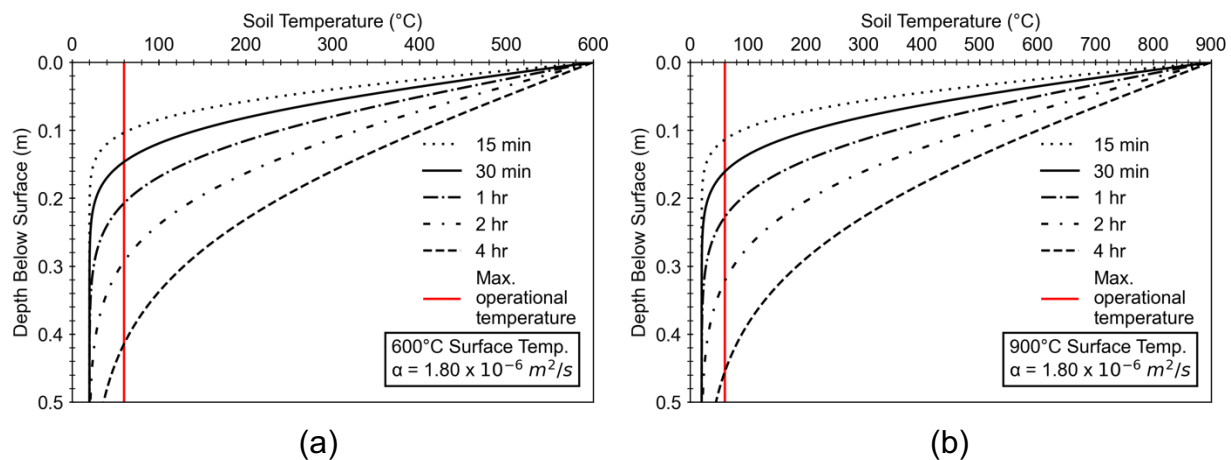 Soil Temperature (°C)
0 100 200 300 400 500 600
Depth Below Surface (m)
0.0
0.1
0.2
0.3
0.4
0.5
15 min
30 min
1 hr
2 hr
4 hr
Max.
operational
temperature
600°C Surface Temp.
α = 1.80 x 10⁻⁶ m²/s
(a)
Soil Temperature (°C)
0 100 200 300 400 500 600 700 800 900
Depth Below Surface (m)
0.0
0.1
0.2
0.3
0.4
0.5
15 min
30 min
1 hr
2 hr
4 hr
Max.
operational
temperature
900°C Surface Temp.
α = 1.80 x 10⁻⁶ m²/s
(b)